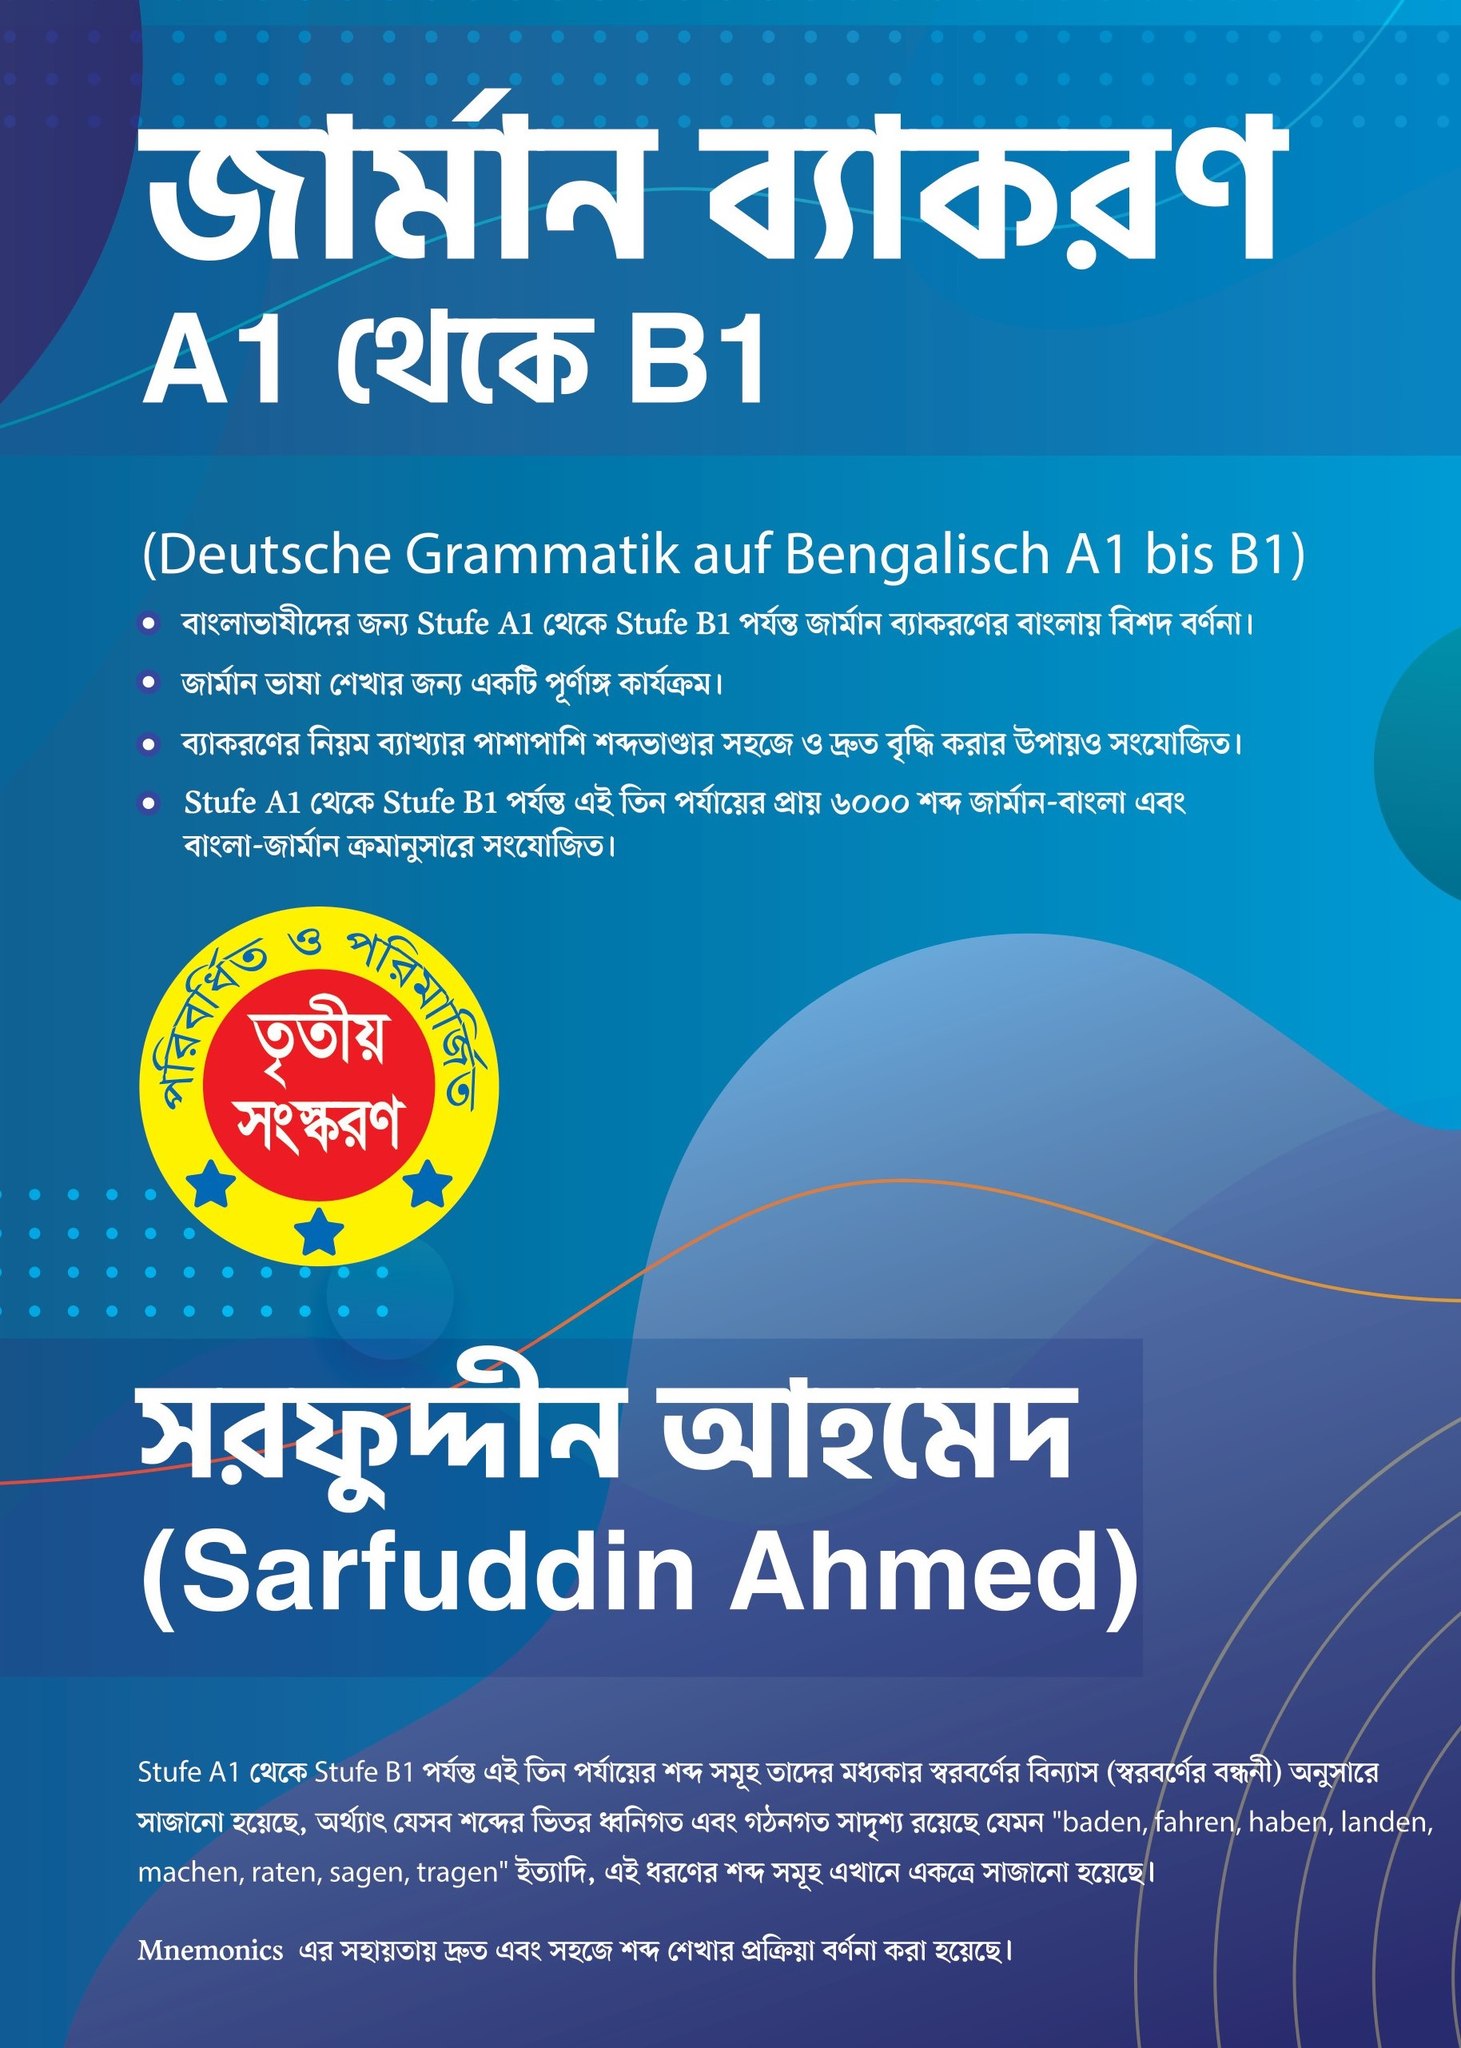 জার্মান ব্যাকরণ
A1 থেকে B1
(Deutsche Grammatik auf Bengalisch A1 bis B1)
বাংলাভাষীদের জন্য Stufe A1 থেকে Stufe B1 পর্যন্ত জার্মান ব্যাকরণের বাংলায় বিশদ বর্ণনা।
জার্মান ভাষা শেখার জন্য একটি পূর্ণাঙ্গ কার্যক্রম।
ব্যাকরণের নিয়ম ব্যাখ্যার পাশাপাশি শব্দভাণ্ডার সহজে ও দ্রুত বৃদ্ধি করার উপায়ও সংযোজিত।
Stufe A1 থেকে Stufe B1 পর্যন্ত এই তিন পর্যায়ের প্রায় ৬০০০ শব্দ জার্মান-বাংলা এবং
বাংলা-জার্মান ক্রমানুসারে সংযোজিত।
পরিবর্ধিত ও পরিমার্জিত
তৃতীয়
সংস্করণ
সরফুদ্দীন আহমেদ
(Sarfuddin Ahmed)
Stufe A1 থেকে Stufe B1 পর্যন্ত এই তিন পর্যায়ের শব্দ সমূহ তাদের মধ্যকার স্বরবর্ণের বিন্যাস (স্বরবর্ণের বন্ধনী) অনুসারে
সাজানো হয়েছে, অর্থ্যাৎ যেসব শব্দের ভিতর ধ্বনিগত এবং গঠনগত সাদৃশ্য রয়েছে যেমন "baden, fahren, haben, landen,
machen, raten, sagen, tragen" ইত্যাদি, এই ধরণের শব্দ সমূহ এখানে একত্রে সাজানো হয়েছে।
Mnemonics এর সহায়তায় দ্রুত এবং সহজে শব্দ শেখার প্রক্রিয়া বর্ণনা করা হয়েছে।